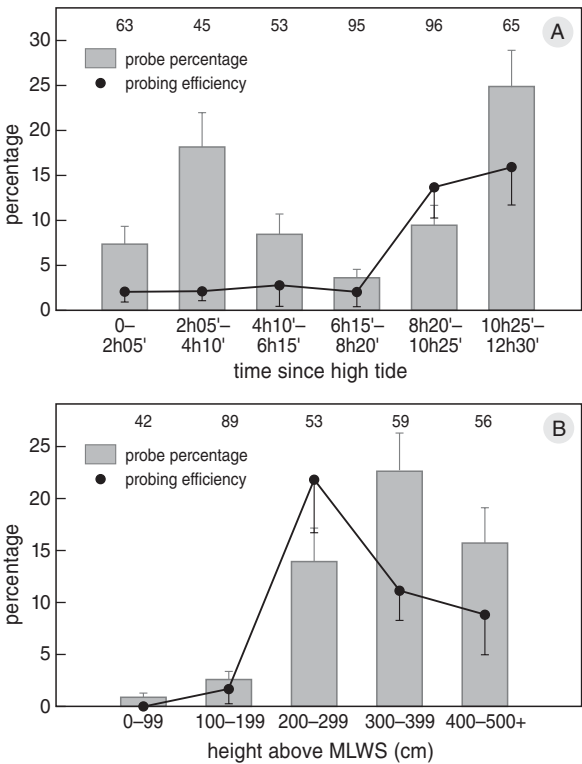 63 45 53 95 96 65
A
30
25
20
15
10
5
0
percentage
probe percentage
probing efficiency
0– 2h05'– 4h10'– 6h15'– 8h20'– 10h25'–
2h05' 4h10' 6h15' 8h20' 10h25' 12h30'
time since high tide
42 89 53 59 56
B
25
20
15
10
5
0
percentage
probe percentage
probing efficiency
0–99 100–199 200–299 300–399 400–500+
height above MLWS (cm)